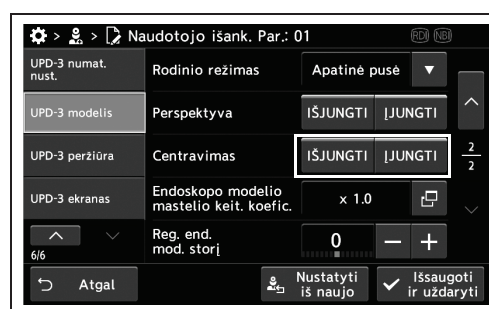 > > Naudotojo išank. Par.: 01 RDI NBI
UPD-3 numat.
nust.
Rodinio režimas Apatinė pusė ▼
UPD-3 modelis Perspektyva IŠJUNGTI ĮJUNGTI
UPD-3 peržiūra Centravimas IŠJUNGTI ĮJUNGTI
2
2
UPD-3 ekranas
Endoskopo modelio
mastelio keit. koefic.
x 1.0
6/6
Reg. end.
mod. storį
0 − +
Atgal
Nustatyti
iš naujo
Išsaugoti
ir uždaryti